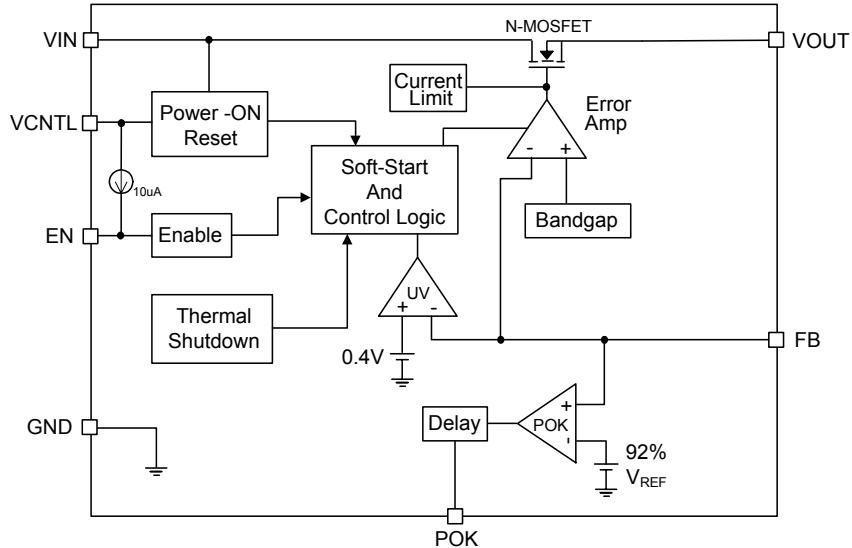 N-MOSFET
VIN
VOUT
Current
Limit
Error
Amp
Power -ON
Reset
VCNTL
- +
Soft-Start
And
Control Logic
10uA
Bandgap
EN
Enable
UV
+ -
Thermal
Shutdown
FB
0.4V
GND
Delay
+
POK
-
92%
VREF
POK